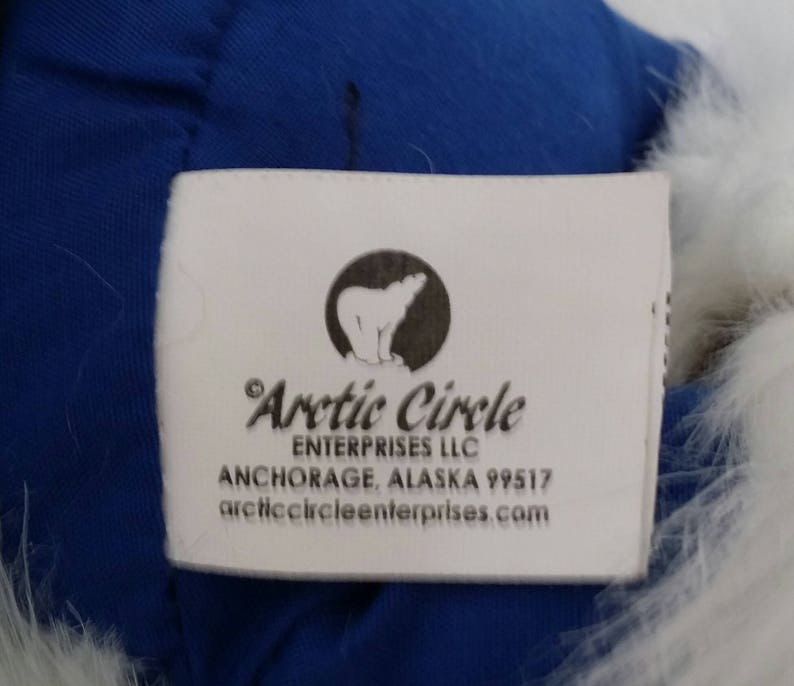 ©Arctic Circle
ENTERPRISES LLC
ANCHORAGE, ALASKA 99517
arcticcircleenterprises.com